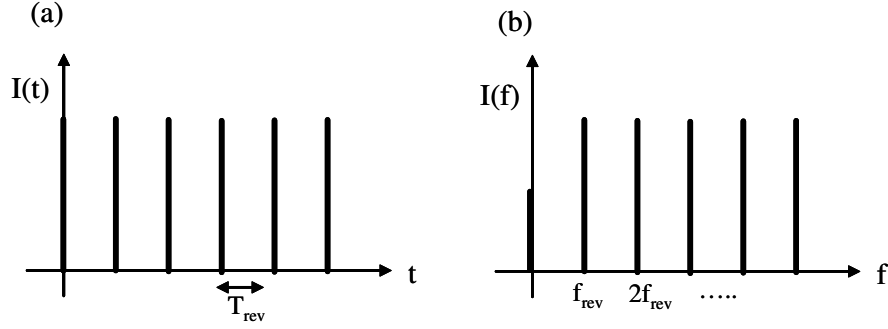 (a)
I(t)
t
T_rev
(b)
I(f)
f
f_rev 2f_rev .....